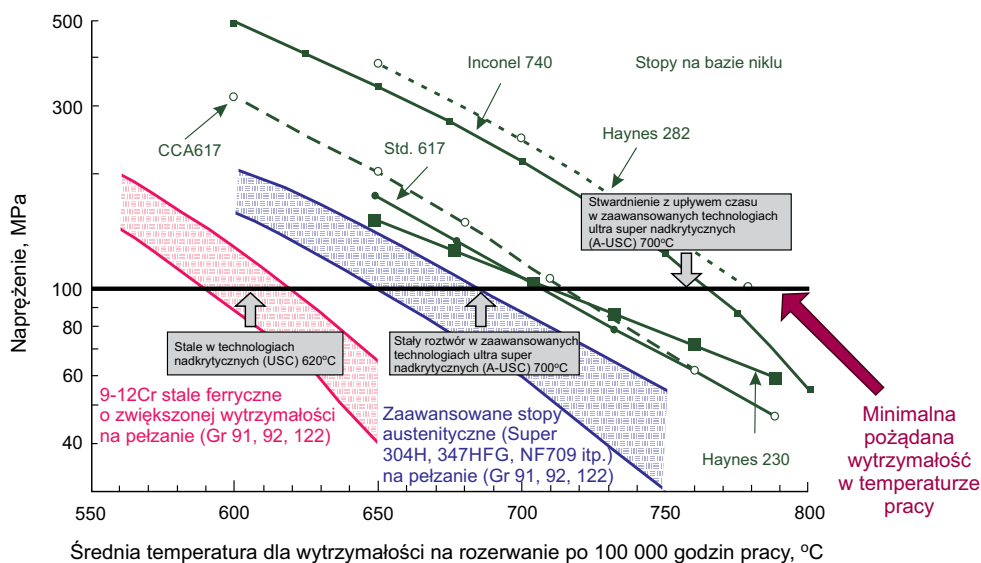 500
300
100
80
60
40
Naprężenie, MPa
550
600
650
700
750
800
Średnia temperatura dla wytrzymałości na rozerwanie po 100 000 godzin pracy, ºC
CCA617
Std. 617
Inconel 740
Stopy na bazie niklu
Haynes 282
Stwardnienie z upływem czasu
w zaawansowanych technologiach
ultra super nadkrytycznych
(A-USC) 700ºC
Stale w technologiach
nadkrytycznych (USC) 620ºC
Stały roztwór w zaawansowanych
technologiach ultra super
nadkrytycznych (A-USC) 700ºC
9-12Cr stale ferryczne
o zwiększonej wytrzymałości
na pełzanie (Gr 91, 92, 122)
Zaawansowane stopy
austenityczne (Super
304H, 347HFG, NF709 itp.)
na pełzanie (Gr 91, 92, 122)
Haynes 230
Minimalna
pożądana
wytrzymałość
w temperaturze
pracy